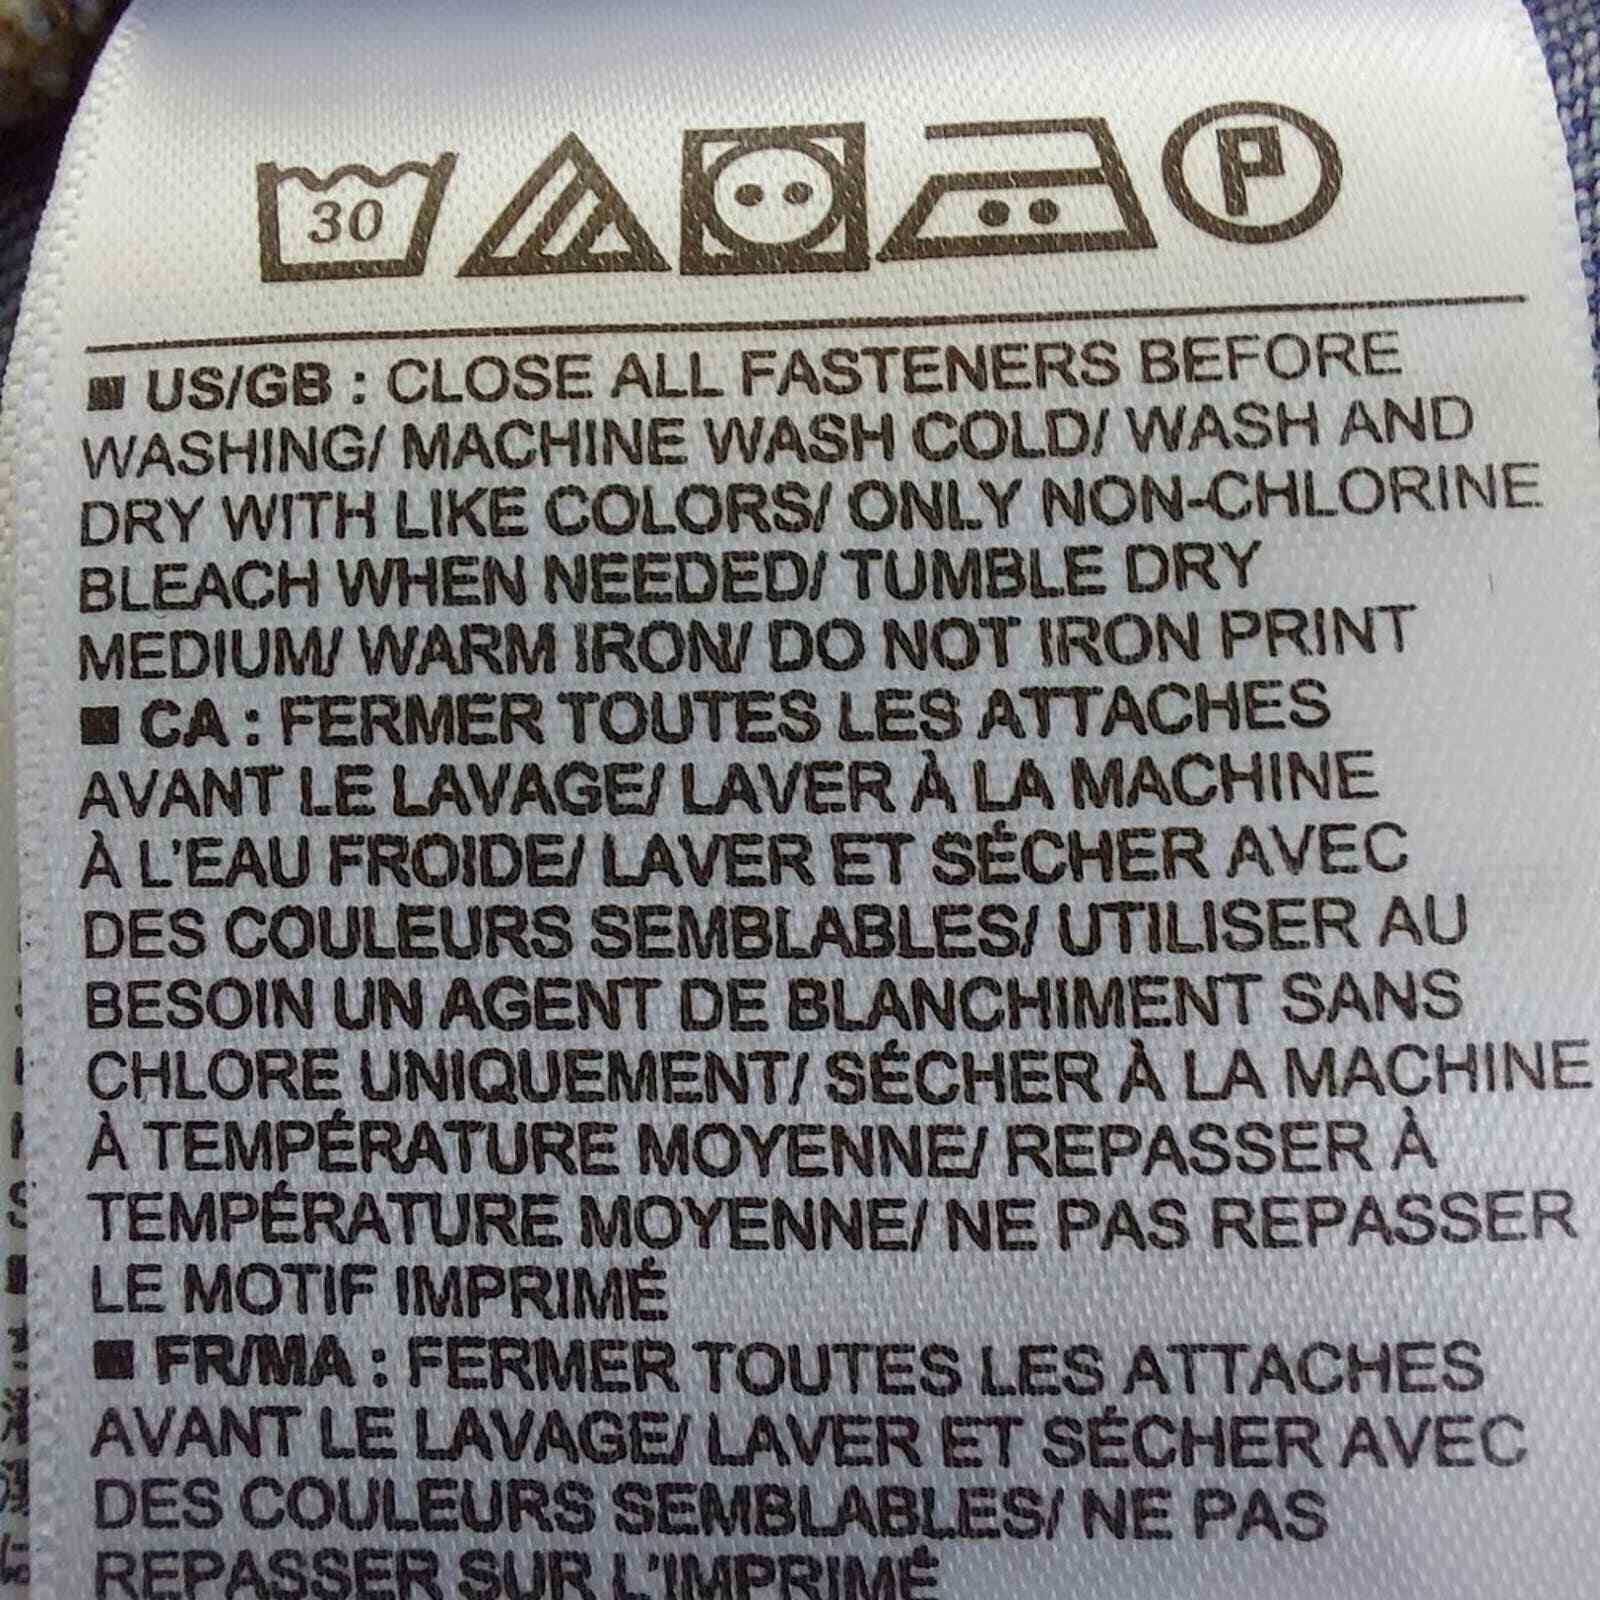 30 P
■ US/GB : CLOSE ALL FASTENERS BEFORE
WASHING/ MACHINE WASH COLD/ WASH AND
DRY WITH LIKE COLORS/ ONLY NON-CHLORINE
BLEACH WHEN NEEDED/ TUMBLE DRY
MEDIUM/ WARM IRON/ DO NOT IRON PRINT
■ CA : FERMER TOUTES LES ATTACHES
AVANT LE LAVAGE/ LAVER À LA MACHINE
À L'EAU FROIDE/ LAVER ET SÉCHER AVEC
DES COULEURS SEMBLABLES/ UTILISER AU
BESOIN UN AGENT DE BLANCHIMENT SANS
CHLORE UNIQUEMENT/ SÉCHER À LA MACHINE
À TEMPÉRATURE MOYENNE/ REPASSER À
TEMPÉRATURE MOYENNE/ NE PAS REPASSER
LE MOTIF IMPRIMÉ
■ FR/MA : FERMER TOUTES LES ATTACHES
AVANT LE LAVAGE/ LAVER ET SÉCHER AVEC
DES COULEURS SEMBLABLES/ NE PAS
REPASSER SUR L'IMPRIMÉ